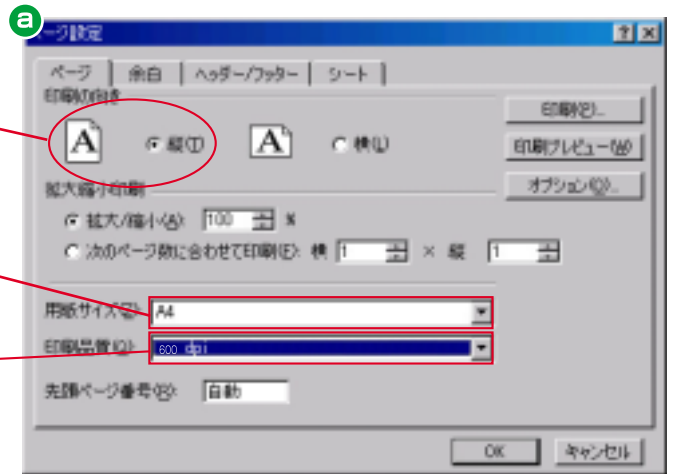 a
ページ設定
ページ 余白 ヘッダー/フッター シート
印刷の向き
A 縦(T) A 横(L)
印刷(P)...
印刷プレビュー(W)
オプション(O)...
拡大縮小印刷
拡大/縮小(A): 100 %
次のページ数に合わせて印刷(F): 横 1 × 縦 1
用紙サイズ(Z): A4
印刷品質(Q): 600 dpi
先頭ページ番号(R): 自動
OK キャンセル